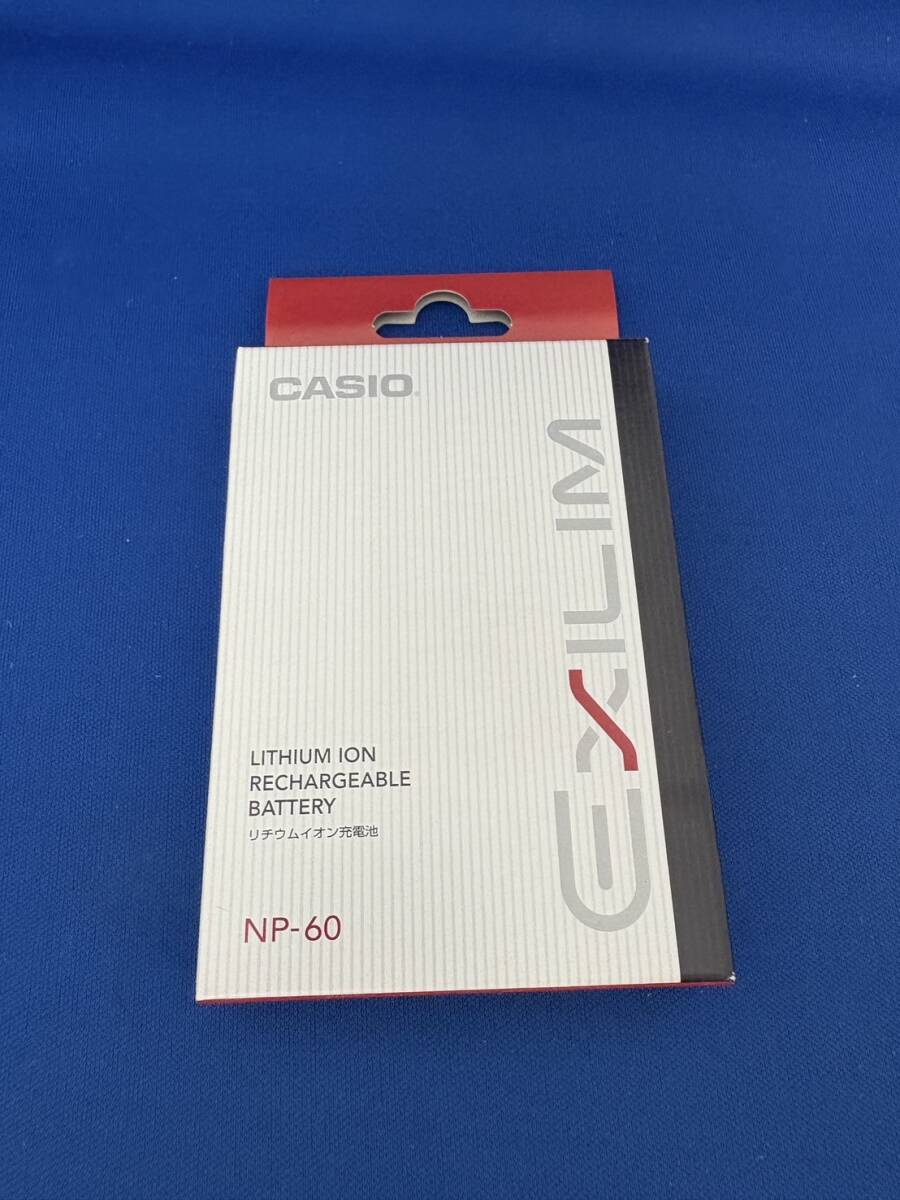 CASIO
EXILIM
LITHIUM ION
RECHARGEABLE
BATTERY
リチウムイオン充電池
NP-60